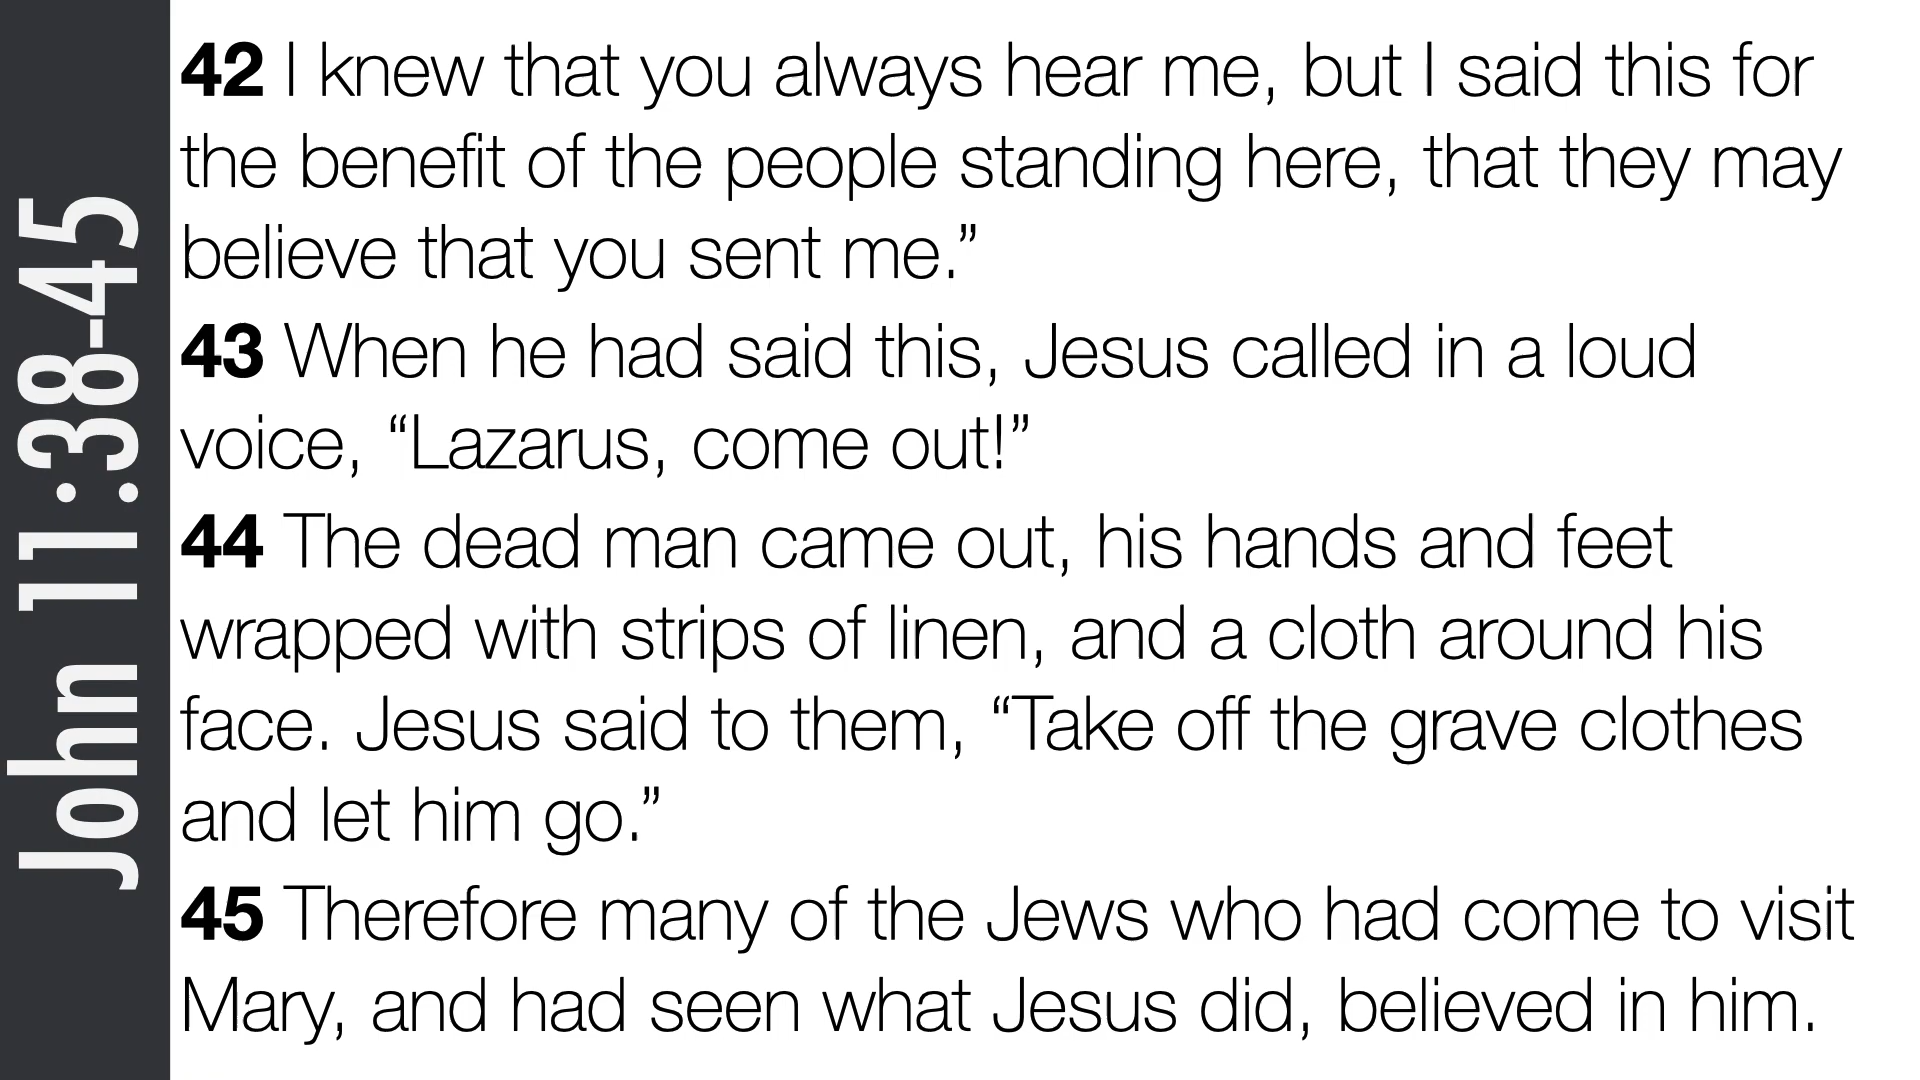 John 11:38-45
42 I knew that you always hear me, but I said this for
the benefit of the people standing here, that they may
believe that you sent me.”
43 When he had said this, Jesus called in a loud
voice, “Lazarus, come out!”
44 The dead man came out, his hands and feet
wrapped with strips of linen, and a cloth around his
face. Jesus said to them, “Take off the grave clothes
and let him go.”
45 Therefore many of the Jews who had come to visit
Mary, and had seen what Jesus did, believed in him.